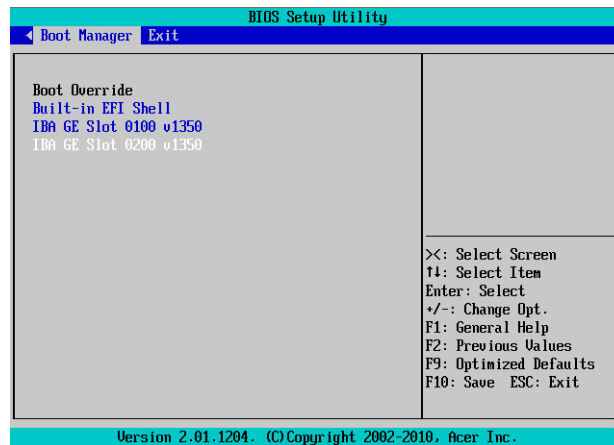 BIOS Setup Utility
Boot Manager Exit
Boot Override
Built-in EFI Shell
IBA GE Slot 0100 v1350
IBA GE Slot 0200 v1350
><: Select Screen
↑↓: Select Item
Enter: Select
+/-: Change Opt.
F1: General Help
F2: Previous Values
F9: Optimized Defaults
F10: Save ESC: Exit
Version 2.01.1204. (C)Copyright 2002-2010, Acer Inc.